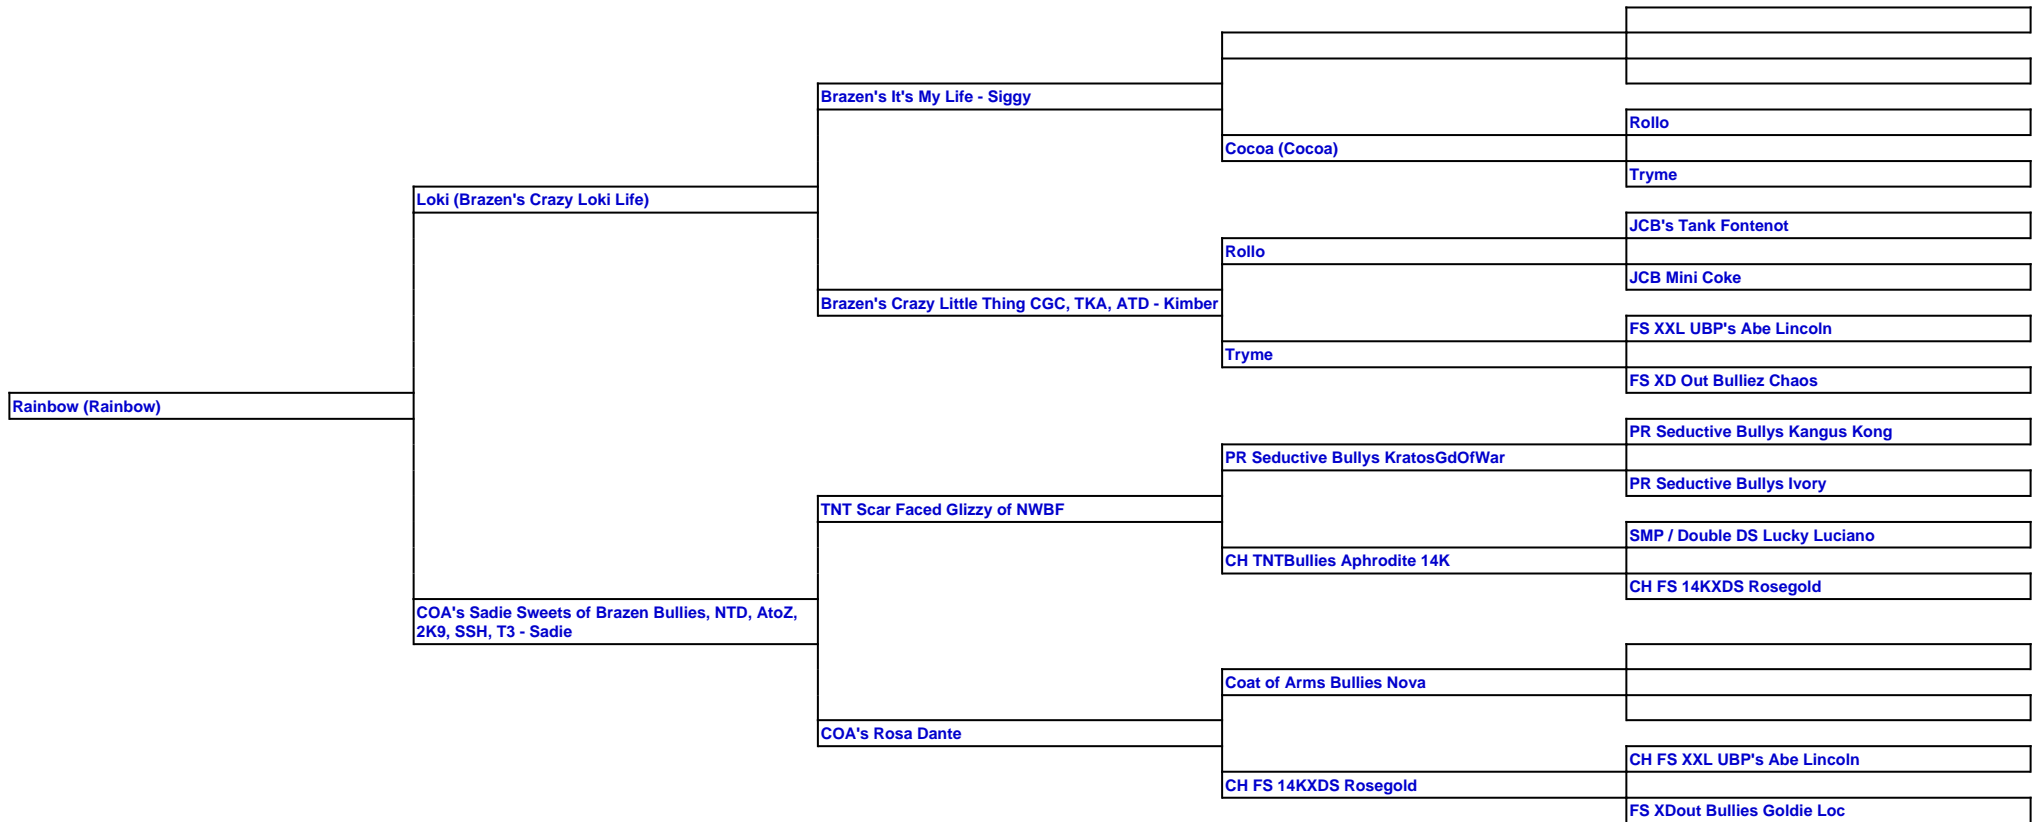 Brazen's It's My Life - Siggy
Rollo
Cocoa (Cocoa)
Tryme
Loki (Brazen's Crazy Loki Life)
JCB's Tank Fontenot
Rollo
JCB Mini Coke
Brazen's Crazy Little Thing CGC, TKA, ATD - Kimber
FS XXL UBP's Abe Lincoln
Tryme
FS XD Out Bulliez Chaos
Rainbow (Rainbow)
PR Seductive Bullys Kangus Kong
PR Seductive Bullys KratosGdOfWar
PR Seductive Bullys Ivory
TNT Scar Faced Glizzy of NWBF
SMP / Double DS Lucky Luciano
CH TNTBullies Aphrodite 14K
CH FS 14KXDS Rosegold
COA's Sadie Sweets of Brazen Bullies, NTD, AtoZ,
2K9, SSH, T3 - Sadie
Coat of Arms Bullies Nova
COA's Rosa Dante
CH FS XXL UBP's Abe Lincoln
CH FS 14KXDS Rosegold
FS XDout Bullies Goldie Loc